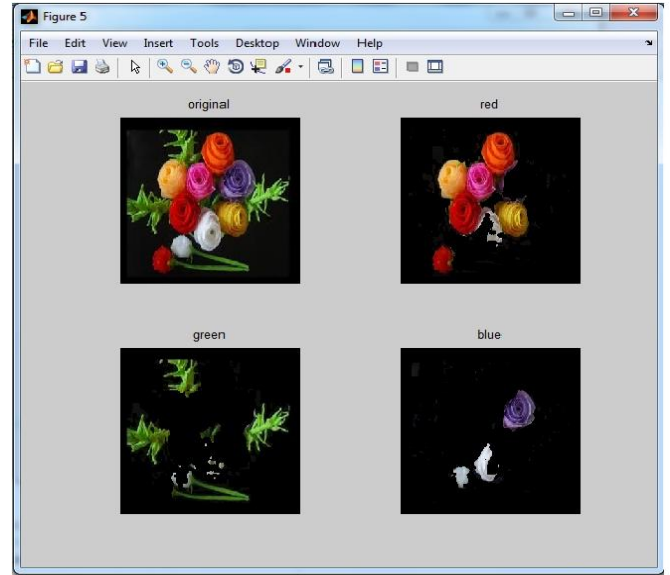 Figure 5
File Edit View Insert Tools Desktop Window Help
original red
green blue